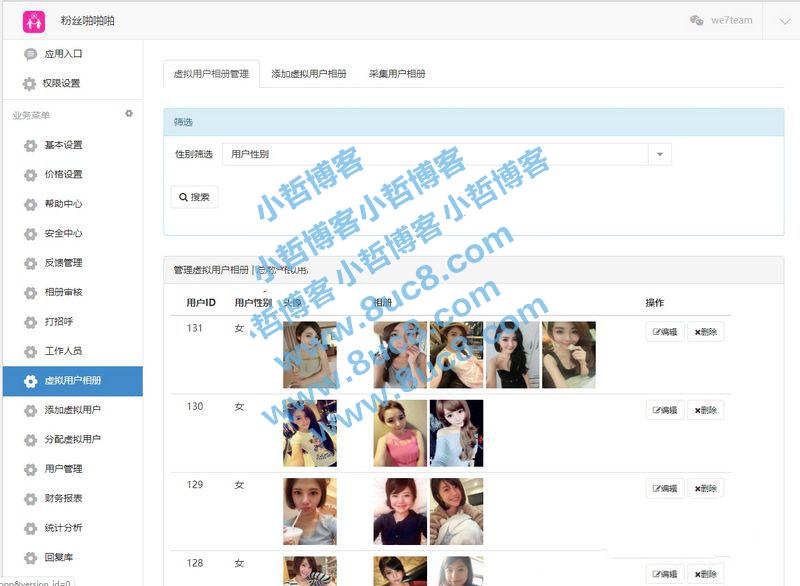 粉丝啪啪啪
we7team
应用入口
权限设置
业务菜单
基本设置
价格设置
帮助中心
安全中心
反馈管理
相册审核
打招呼
工作人员
虚拟用户相册
添加虚拟用户
分配虚拟用户
用户管理
财务报表
统计分析
回复库
虚拟用户相册管理 添加虚拟用户相册 采集用户相册
筛选
性别筛选 用户性别
搜索
管理虚拟用户相册 |
用户ID 用户性别 头像 相册 操作
131 女 编辑 删除
130 女 编辑 删除
129 女 编辑 删除
128 女 编辑 删除
小哲博客小哲博客
小哲博客小哲博客小哲博客
www.8uc8.com
www.8uc8.com
www.8uc8.com